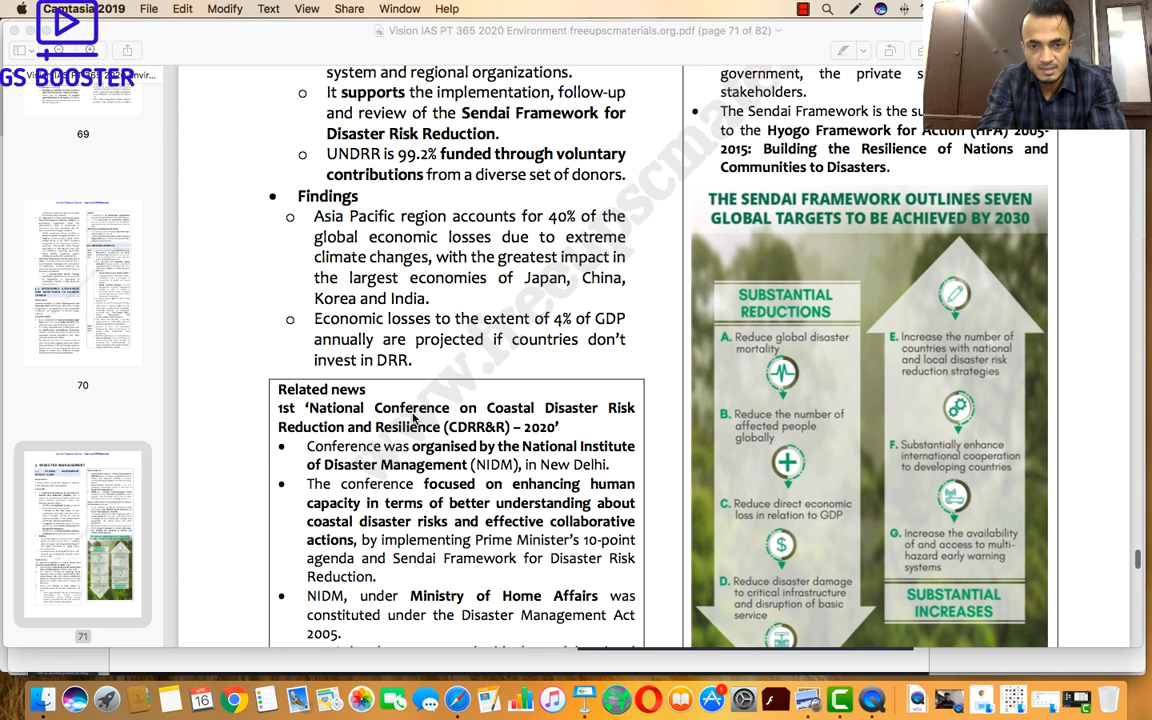 Camtasia 2019 File Edit Modify Text View Share Window Help
Vision IAS PT 365 2020 Environment freeupscmaterials.org.pdf (page 71 of 82)
GS BOOSTER
69
70
71
system and regional organizations.
It supports the implementation, follow-up
and review of the Sendai Framework for
Disaster Risk Reduction.
UNDRR is 99.2% funded through voluntary
contributions from a diverse set of donors.
Findings
Asia Pacific region accounts for 40% of the
global economic losses due to extreme
climate changes, with the greatest impact in
the largest economies of Japan, China,
Korea and India.
Economic losses to the extent of 4% of GDP
annually are projected if countries don't
invest in DRR.
Related news
1st 'National Conference on Coastal Disaster Risk
Reduction and Resilience (CDRR&R) – 2020'
Conference was organised by the National Institute
of Disaster Management (NIDM), in New Delhi.
The conference focused on enhancing human
capacity in terms of better understanding about
coastal disaster risks and effective collaborative
actions, by implementing Prime Minister's 10-point
agenda and Sendai Framework for Disaster Risk
Reduction.
NIDM, under Ministry of Home Affairs was
constituted under the Disaster Management Act
2005.
government, the private
stakeholders.
The Sendai Framework is the
to the Hyogo Framework for Action (HFA) 2005-
2015: Building the Resilience of Nations and
Communities to Disasters.
THE SENDAI FRAMEWORK OUTLINES SEVEN
GLOBAL TARGETS TO BE ACHIEVED BY 2030
SUBSTANTIAL
REDUCTIONS
A. Reduce global disaster
mortality
B. Reduce the number of
affected people
globally
C. Reduce direct economic
loss in relation to GDP
D. Reduce disaster damage
to critical infrastructure
and disruption of basic
service
E. Increase the number of
countries with national
and local disaster risk
reduction strategies
F. Substantially enhance
international cooperation
to developing countries
G. Increase the availability
of and access to multi-
hazard early warning
systems
SUBSTANTIAL
INCREASES